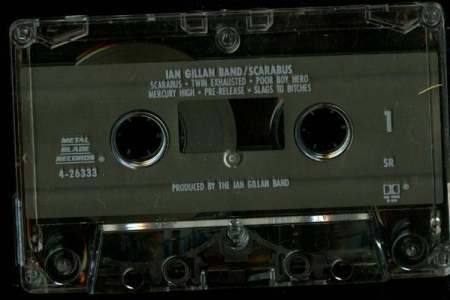 IAN GILLAN BAND/SCARABUS
SCARABUS • TWIN EXHAUSTED • POOR BOY HERO
MERCURY HIGH • PRE-RELEASE • SLAGS TO BITCHES
1
METAL
BLADE
RECORDS ®
4-26333
SR
PRODUCED BY THE IAN GILLAN BAND